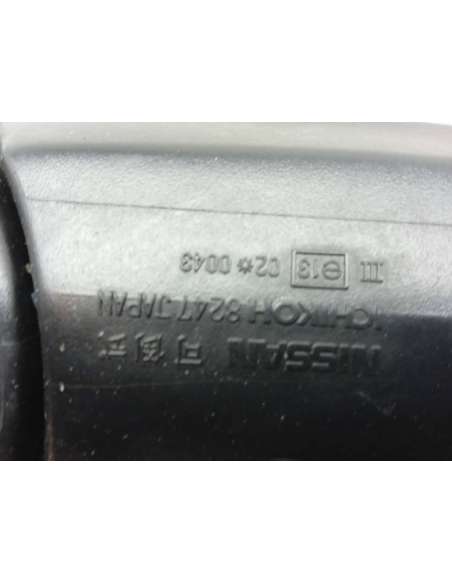 NISSAN 可倒式
ICHIKOH 8247 JAPAN
III e13 02*0043